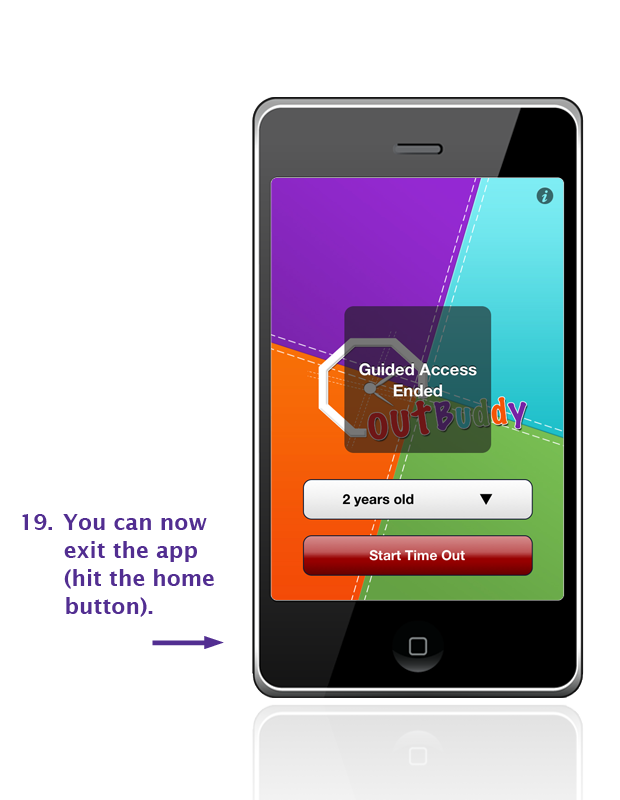 Guided Access
Ended
outBuddy
2 years old
Start Time Out
19. You can now
exit the app
(hit the home
button).